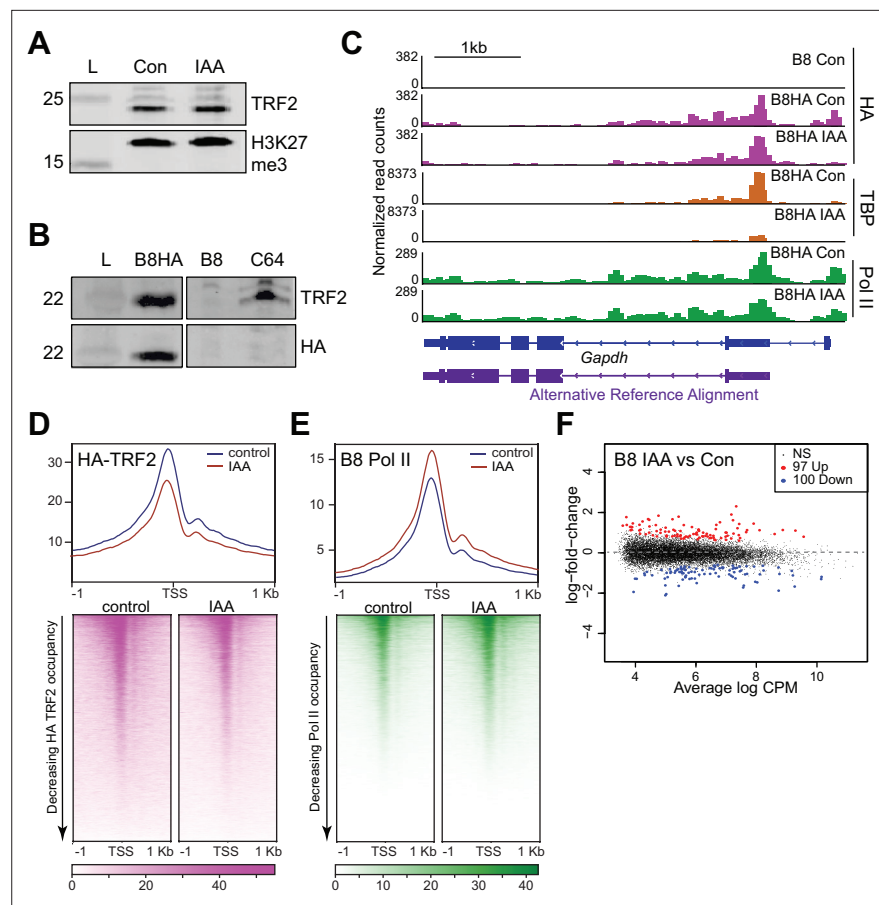 A
L Con IAA
25
TRF2
H3K27
me3
15
B
L B8HA B8 C64
22
TRF2
22
HA
C
1kb
Normalized read counts
382
0
B8 Con
382
0
B8HA Con
382
0
B8HA IAA
HA
8373
0
B8HA Con
8373
0
B8HA IAA
TBP
289
0
B8HA Con
289
0
B8HA IAA
Pol II
Gapdh
Alternative Reference Alignment
D
HA-TRF2
control
IAA
30
20
10
-1 TSS 1 Kb
control IAA
Decreasing HA TRF2 occupancy
-1 TSS 1 Kb -1 TSS 1 Kb
0 20 40
E
B8 Pol II
control
IAA
15
10
5
-1 TSS 1 Kb
control IAA
Decreasing Pol II occupancy
-1 TSS 1 Kb -1 TSS 1 Kb
0 10 20 30 40
F
B8 IAA vs Con
NS
97 Up
100 Down
log-fold-change
4
2
0
-2
-4
4 6 8 10
Average log CPM